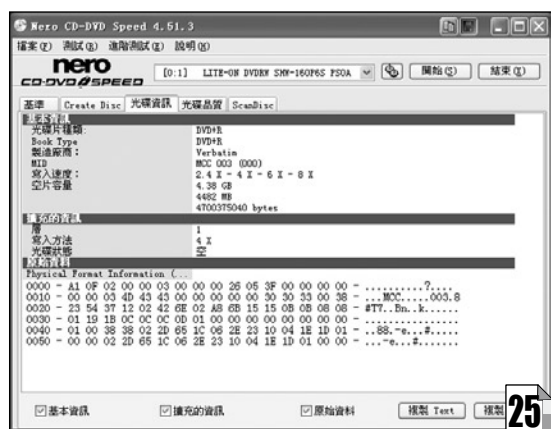 Nero CD-DVD Speed 4.51.3
檔案(F) 測試(R) 進階測試(E) 說明(H)
nero
CD·DVD SPEED
[0:1] LITE-ON DVDRW SHW-160P6S PS0A
開始(S)
結束(X)
基準 Create Disc 光碟資訊 光碟品質 ScanDisc
基本資訊
光碟片種類: DVD+R
Book Type DVD+R
製造廠商: Verbatim
MID MCC 003 (000)
寫入速度: 2.4 X - 4 X - 6 X - 8 X
空片容量 4.38 GB
4482 MB
4700375040 bytes
擴充的資訊
層 1
寫入方法 4 X
光碟狀態 空
原始資料
Physical Format Information (...
0000 - A1 0F 02 00 00 03 00 00 00 26 05 3F 00 00 00 00 - ..........?....
0010 - 00 00 03 4D 43 43 00 00 00 00 00 30 30 33 00 38 - ...MCC.....003.8
0020 - 23 54 37 12 02 42 6E 02 A8 6B 15 15 0B 0B 08 08 - #T7..Bn..k......
0030 - 01 19 1B 0C 0C 0C 0D 01 00 00 00 00 00 00 00 00 - ................
0040 - 01 00 38 38 02 2D 65 1C 06 2E 23 10 04 1E 1D 01 - ..88.-e...#.....
0050 - 00 00 00 02 2D 65 1C 06 2E 23 10 04 1E 1D 01 00 00 - ...-e...#.......
基本資訊 擴充的資訊 原始資料 複製 Text 複製
25